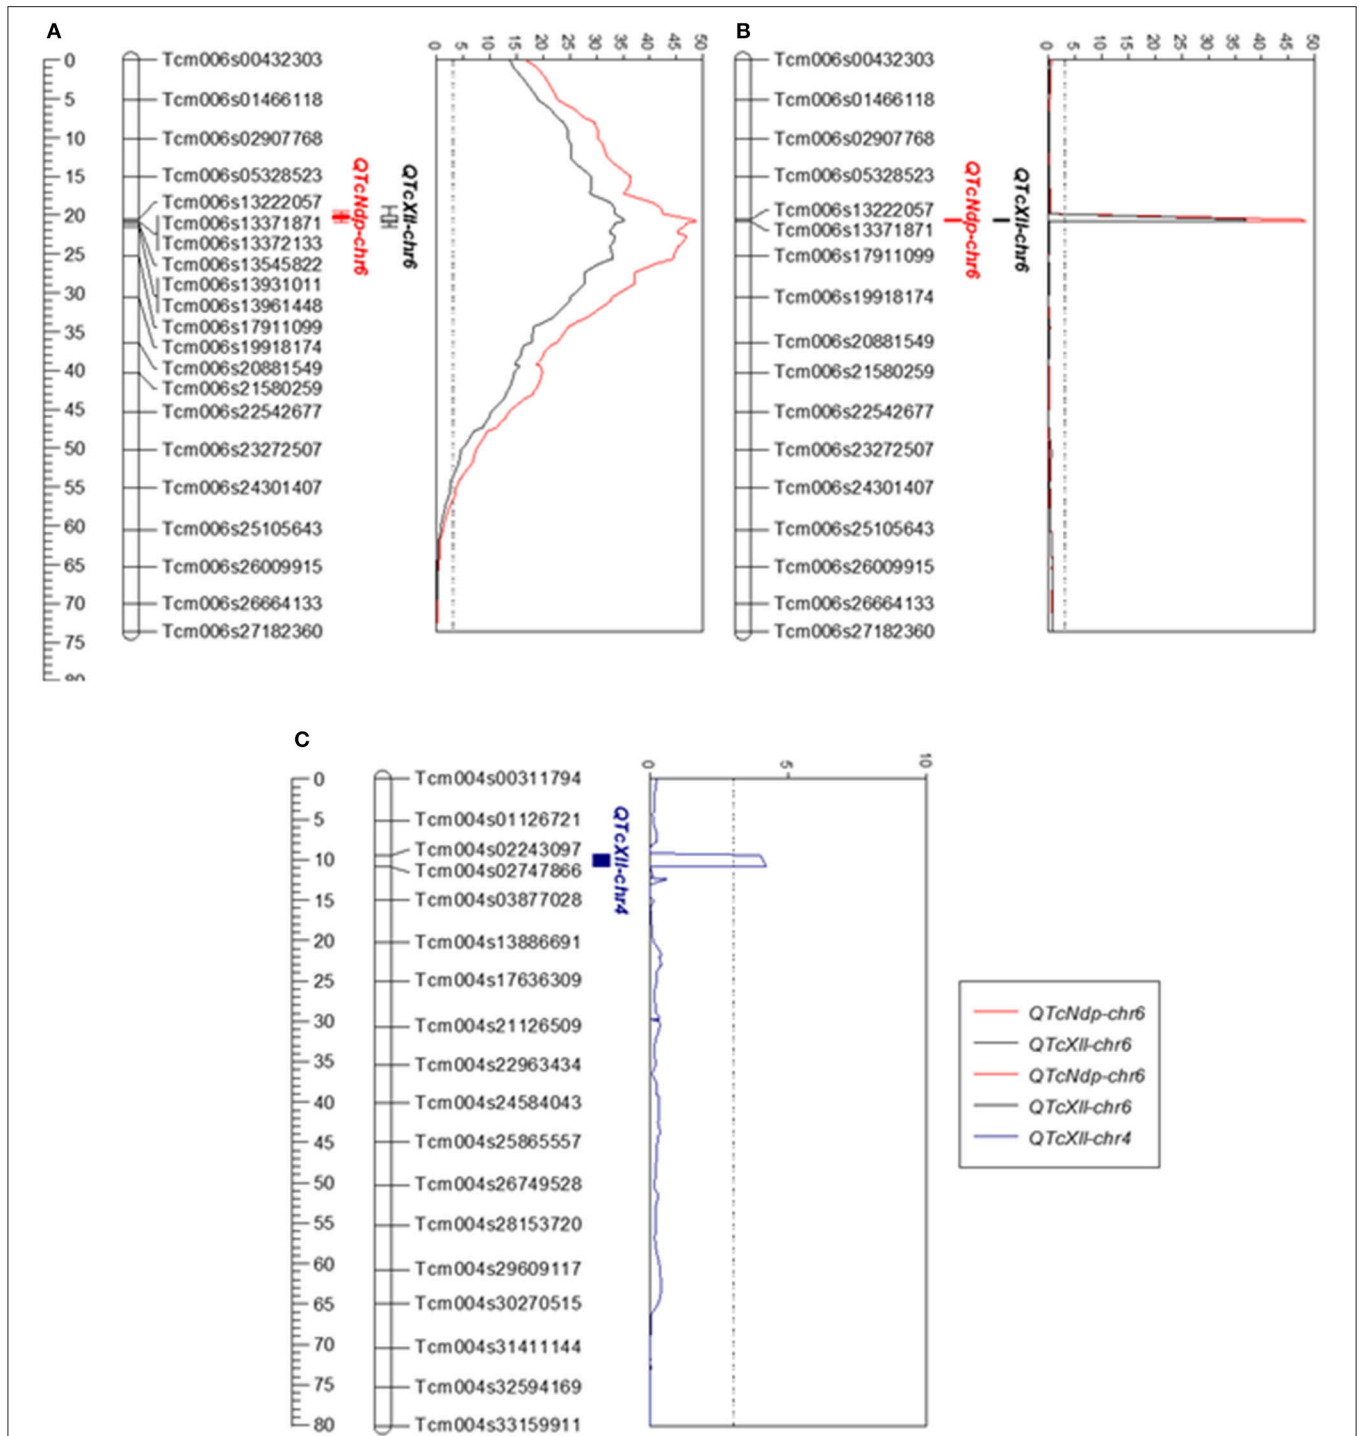 A
0 5 10 15 20 25 30 35 40 45 50
0
5
10
15
20
25
30
35
40
45
50
55
60
65
70
75
80
Tcm006s00432303
Tcm006s01466118
Tcm006s02907768
Tcm006s05328523
Tcm006s13222057
Tcm006s13371871
Tcm006s13372133
Tcm006s13545822
Tcm006s13931011
Tcm006s13961448
Tcm006s17911099
Tcm006s19918174
Tcm006s20881549
Tcm006s21580259
Tcm006s22542677
Tcm006s23272507
Tcm006s24301407
Tcm006s25105643
Tcm006s26009915
Tcm006s26664133
Tcm006s27182360
QTcNdp-chr6
QTcXII-chr6
B
0 5 10 15 20 25 30 35 40 45 50
Tcm006s00432303
Tcm006s01466118
Tcm006s02907768
Tcm006s05328523
Tcm006s13222057
Tcm006s13371871
Tcm006s17911099
Tcm006s19918174
Tcm006s20881549
Tcm006s21580259
Tcm006s22542677
Tcm006s23272507
Tcm006s24301407
Tcm006s25105643
Tcm006s26009915
Tcm006s26664133
Tcm006s27182360
QTcNdp-chr6
QTcXII-chr6
C
0 5 10
0
5
10
15
20
25
30
35
40
45
50
55
60
65
70
75
80
Tcm004s00311794
Tcm004s01126721
Tcm004s02243097
Tcm004s02747866
Tcm004s03877028
Tcm004s13886691
Tcm004s17636309
Tcm004s21126509
Tcm004s22963434
Tcm004s24584043
Tcm004s25865557
Tcm004s26749528
Tcm004s28153720
Tcm004s29609117
Tcm004s30270515
Tcm004s31411144
Tcm004s32594169
Tcm004s33159911
QTcXII-chr4
QTcNdp-chr6
QTcXII-chr6
QTcNdp-chr6
QTcXII-chr6
QTcXII-chr4